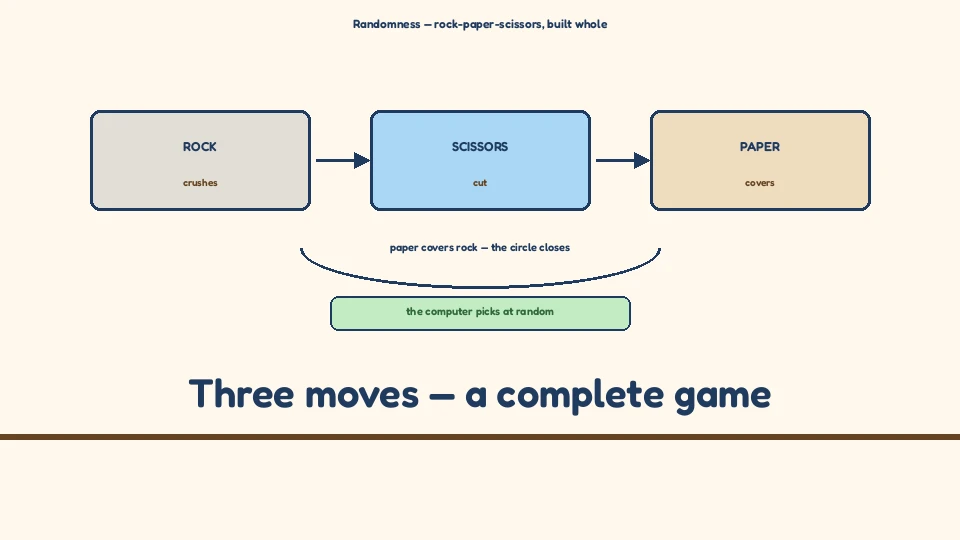 Randomness — rock-paper-scissors, built whole
ROCK
crushes
SCISSORS
cut
PAPER
covers
paper covers rock — the circle closes
the computer picks at random
Three moves — a complete game